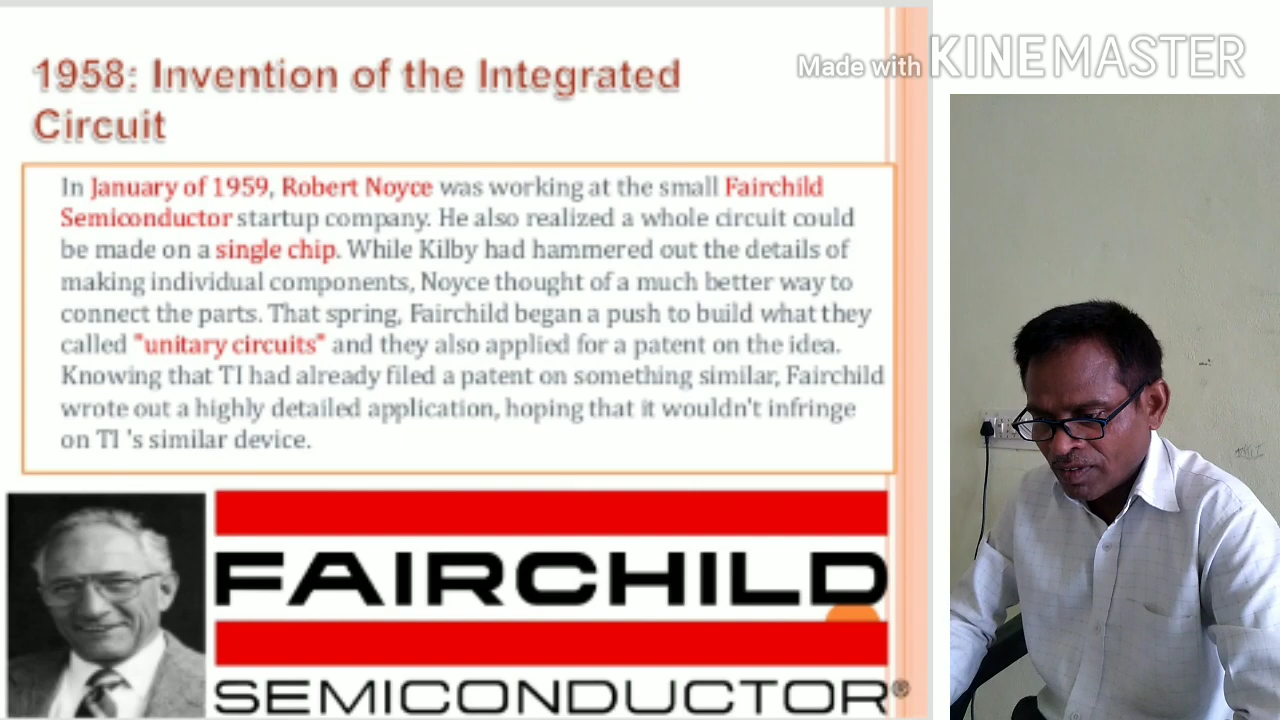 1958: Invention of the Integrated
Circuit
Made with KINEMASTER
In January of 1959, Robert Noyce was working at the small Fairchild
Semiconductor startup company. He also realized a whole circuit could
be made on a single chip. While Kilby had hammered out the details of
making individual components, Noyce thought of a much better way to
connect the parts. That spring, Fairchild began a push to build what they
called "unitary circuits" and they also applied for a patent on the idea.
Knowing that TI had already filed a patent on something similar, Fairchild
wrote out a highly detailed application, hoping that it wouldn't infringe
on TI 's similar device.
FAIRCHILD
SEMICONDUCTOR®